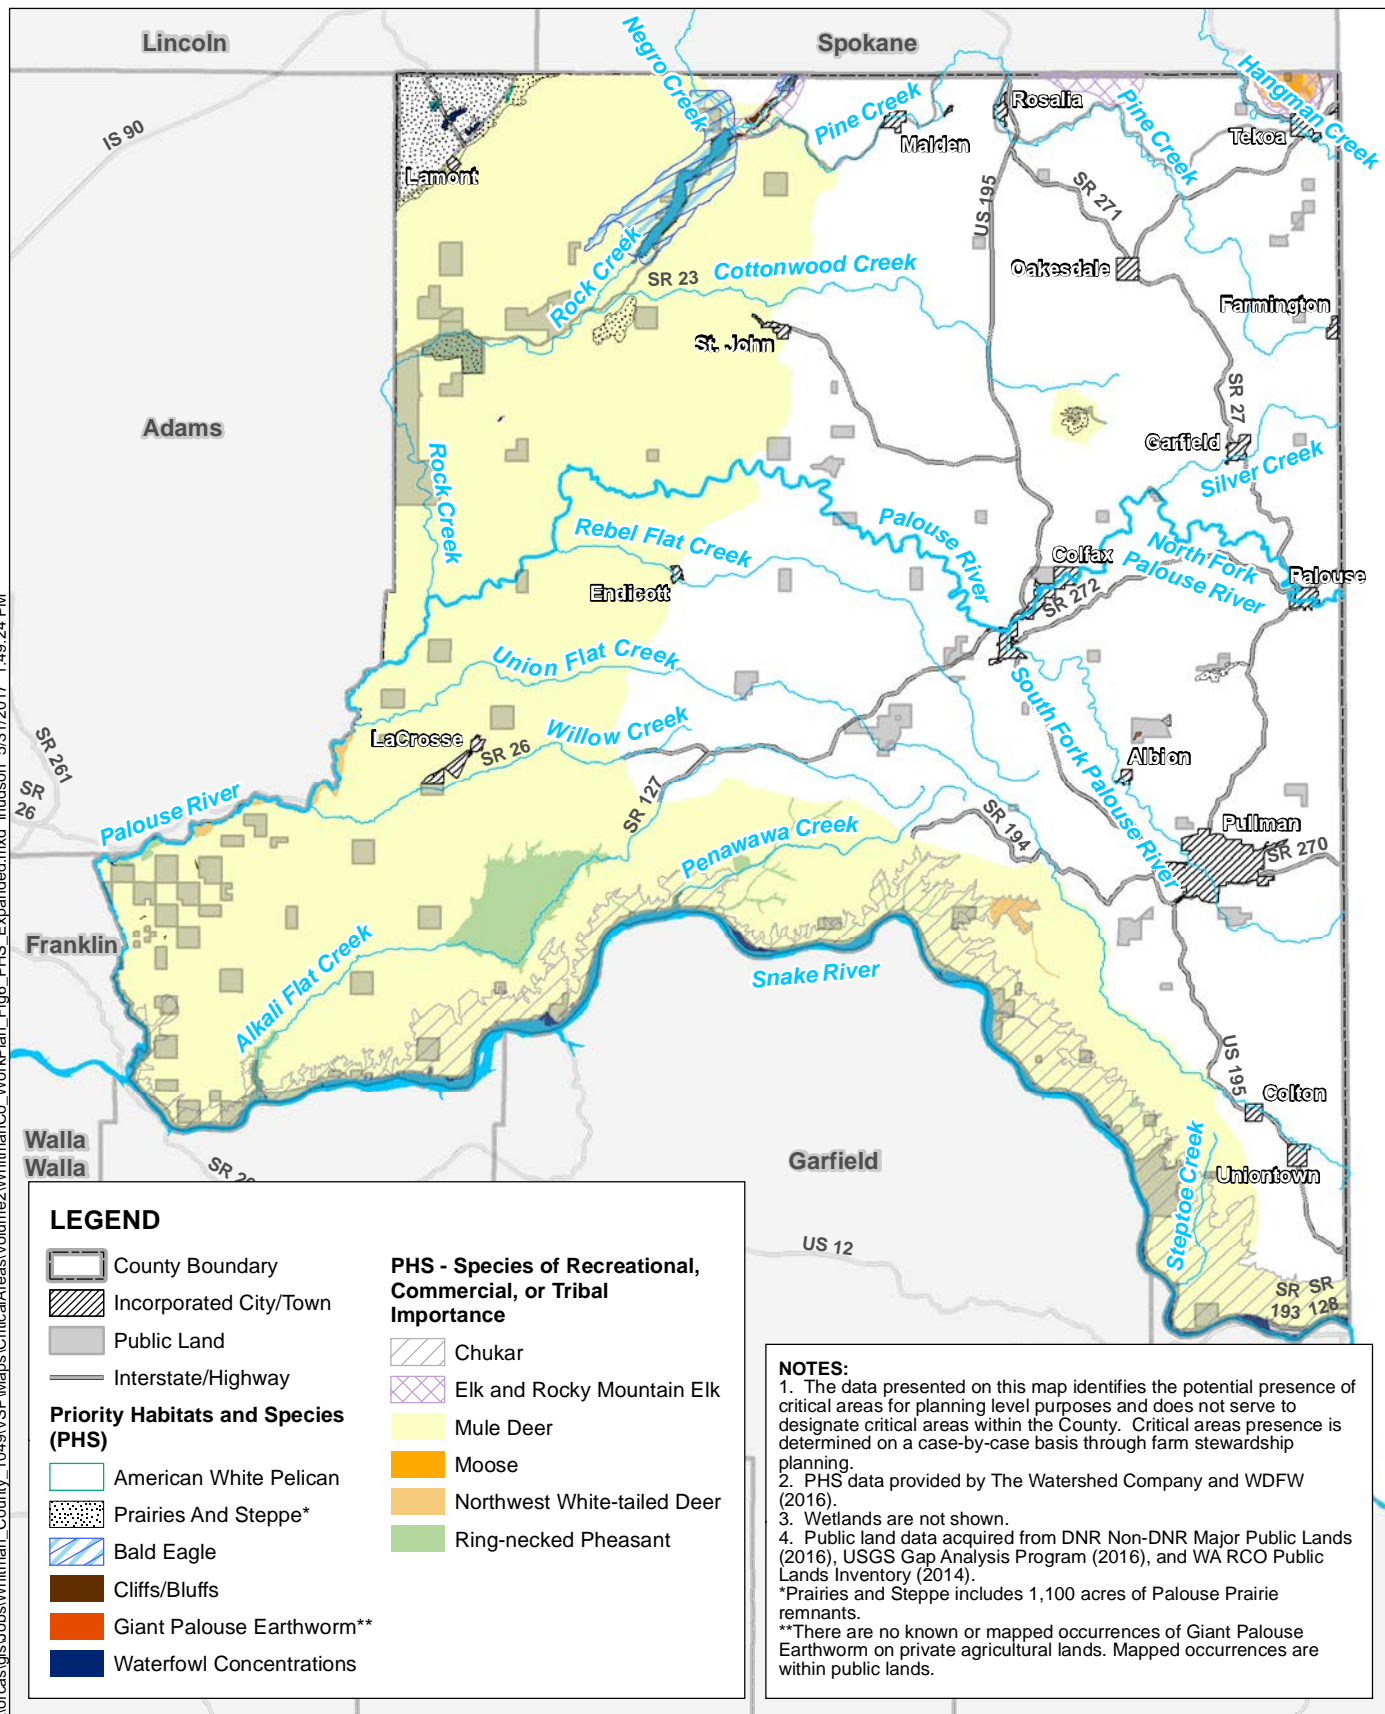 Lincoln
Spokane
Negro Creek
Hangman Creek
IS 90
Pine Creek
Rosalia
Pine Creek
Malden
Tekoa
Lamont
US 195
SR 271
Rock Creek
SR 23
Cottonwood Creek
Oakesdale
Farmington
St. John
SR 27
Adams
Garfield
Silver Creek
Rock Creek
Rebel Flat Creek
Palouse River
Colfax
North Fork
Palouse River
Palouse
Endicott
SR 272
Union Flat Creek
South Fork Palouse River
LaCrosse
SR 26
Willow Creek
Albion
SR 261
SR
26
Palouse River
SR 127
Penawawa Creek
SR 194
Pullman
SR 270
Franklin
Alkali Flat Creek
Snake River
US 195
Colton
Walla
Walla
Garfield
Steptoe Creek
Uniontown
US 12
SR SR
193 128
LEGEND
County Boundary
Incorporated City/Town
Public Land
Interstate/Highway
Priority Habitats and Species
(PHS)
American White Pelican
Prairies And Steppe*
Bald Eagle
Cliffs/Bluffs
Giant Palouse Earthworm**
Waterfowl Concentrations
PHS - Species of Recreational,
Commercial, or Tribal
Importance
Chukar
Elk and Rocky Mountain Elk
Mule Deer
Moose
Northwest White-tailed Deer
Ring-necked Pheasant
NOTES:
1. The data presented on this map identifies the potential presence of
critical areas for planning level purposes and does not serve to
designate critical areas within the County. Critical areas presence is
determined on a case-by-case basis through farm stewardship
planning.
2. PHS data provided by The Watershed Company and WDFW
(2016).
3. Wetlands are not shown.
4. Public land data acquired from DNR Non-DNR Major Public Lands
(2016), USGS Gap Analysis Program (2016), and WA RCO Public
Lands Inventory (2014).
*Prairies and Steppe includes 1,100 acres of Palouse Prairie
remnants.
**There are no known or mapped occurrences of Giant Palouse
Earthworm on private agricultural lands. Mapped occurrences are
within public lands.